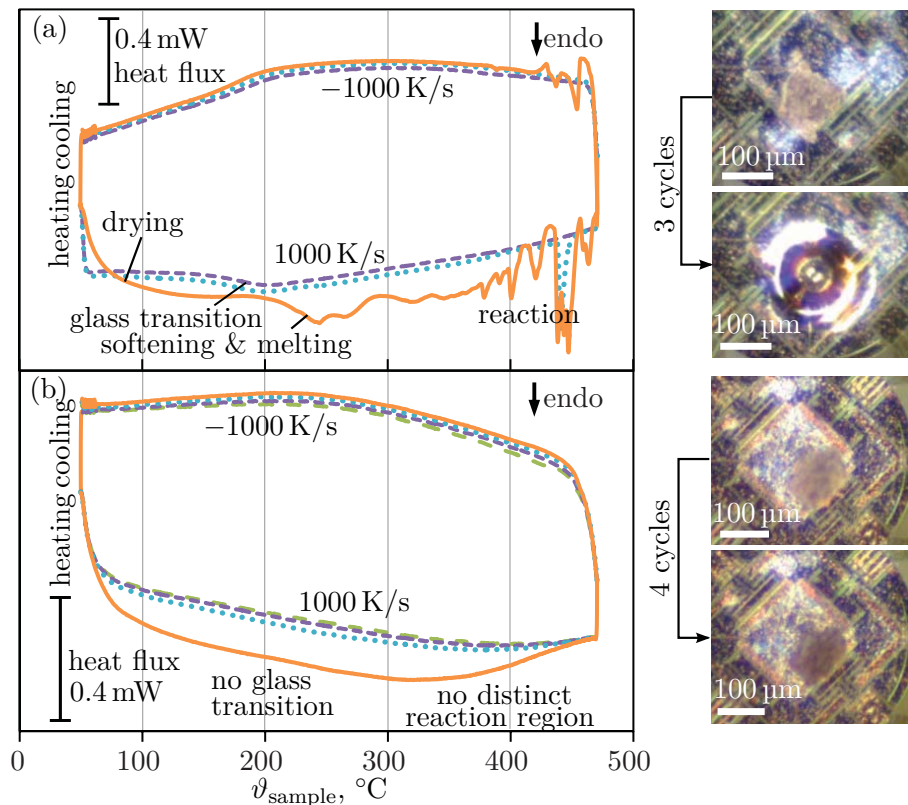 (a)
0.4 mW
heat flux
endo
−1000 K/s
heating cooling
drying
1000 K/s
glass transition
softening & melting
reaction
100 µm
3 cycles
100 µm
(b)
endo
−1000 K/s
heating cooling
1000 K/s
heat flux
0.4 mW
no glass
transition
no distinct
reaction region
100 µm
4 cycles
100 µm
0
100
200
300
400
500
ϑsample, °C